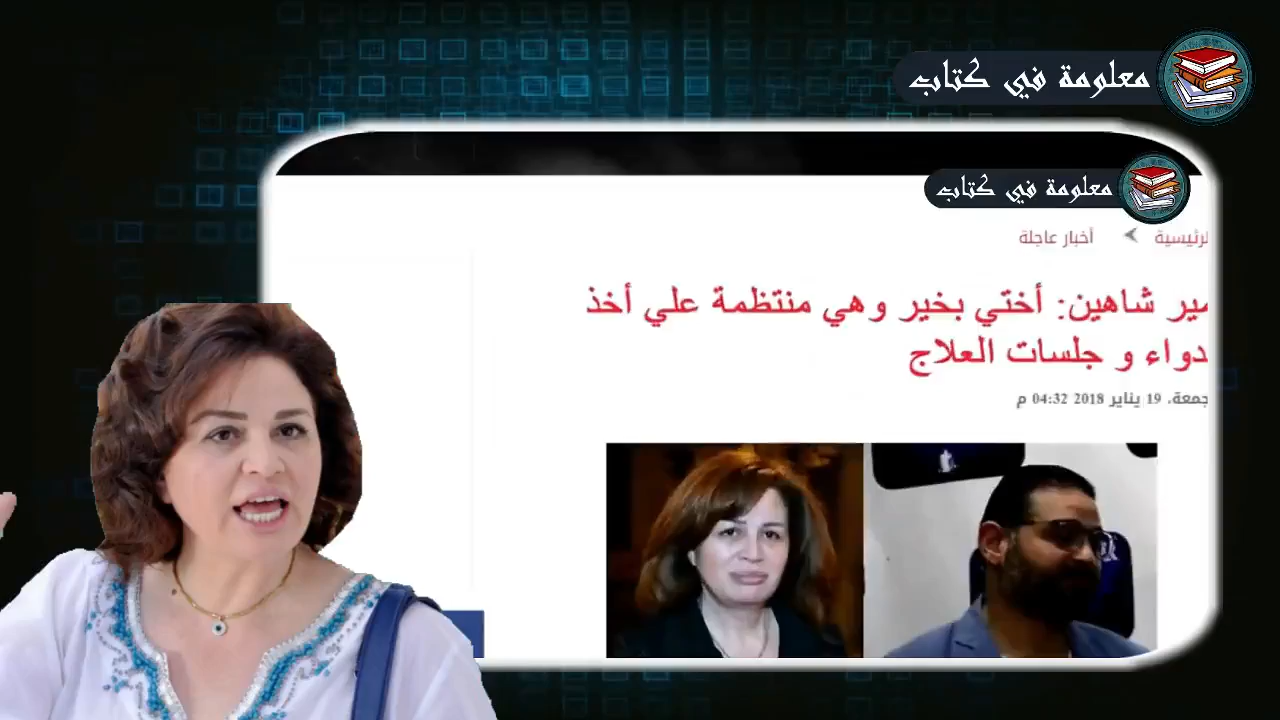 معلومة في كتاب
معلومة في كتاب
أخبار عاجلة
شاهين: أختي بخير وهي منتظمة علي أخذ
و جلسات العلاج
19 يناير 2018 04:32 م